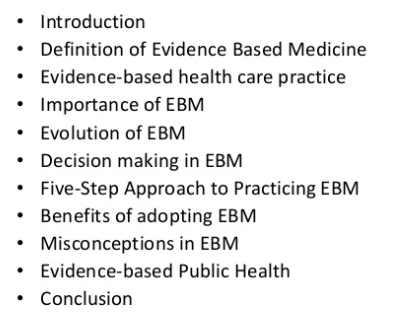 • Introduction
• Definition of Evidence Based Medicine
• Evidence-based health care practice
• Importance of EBM
• Evolution of EBM
• Decision making in EBM
• Five-Step Approach to Practicing EBM
• Benefits of adopting EBM
• Misconceptions in EBM
• Evidence-based Public Health
• Conclusion